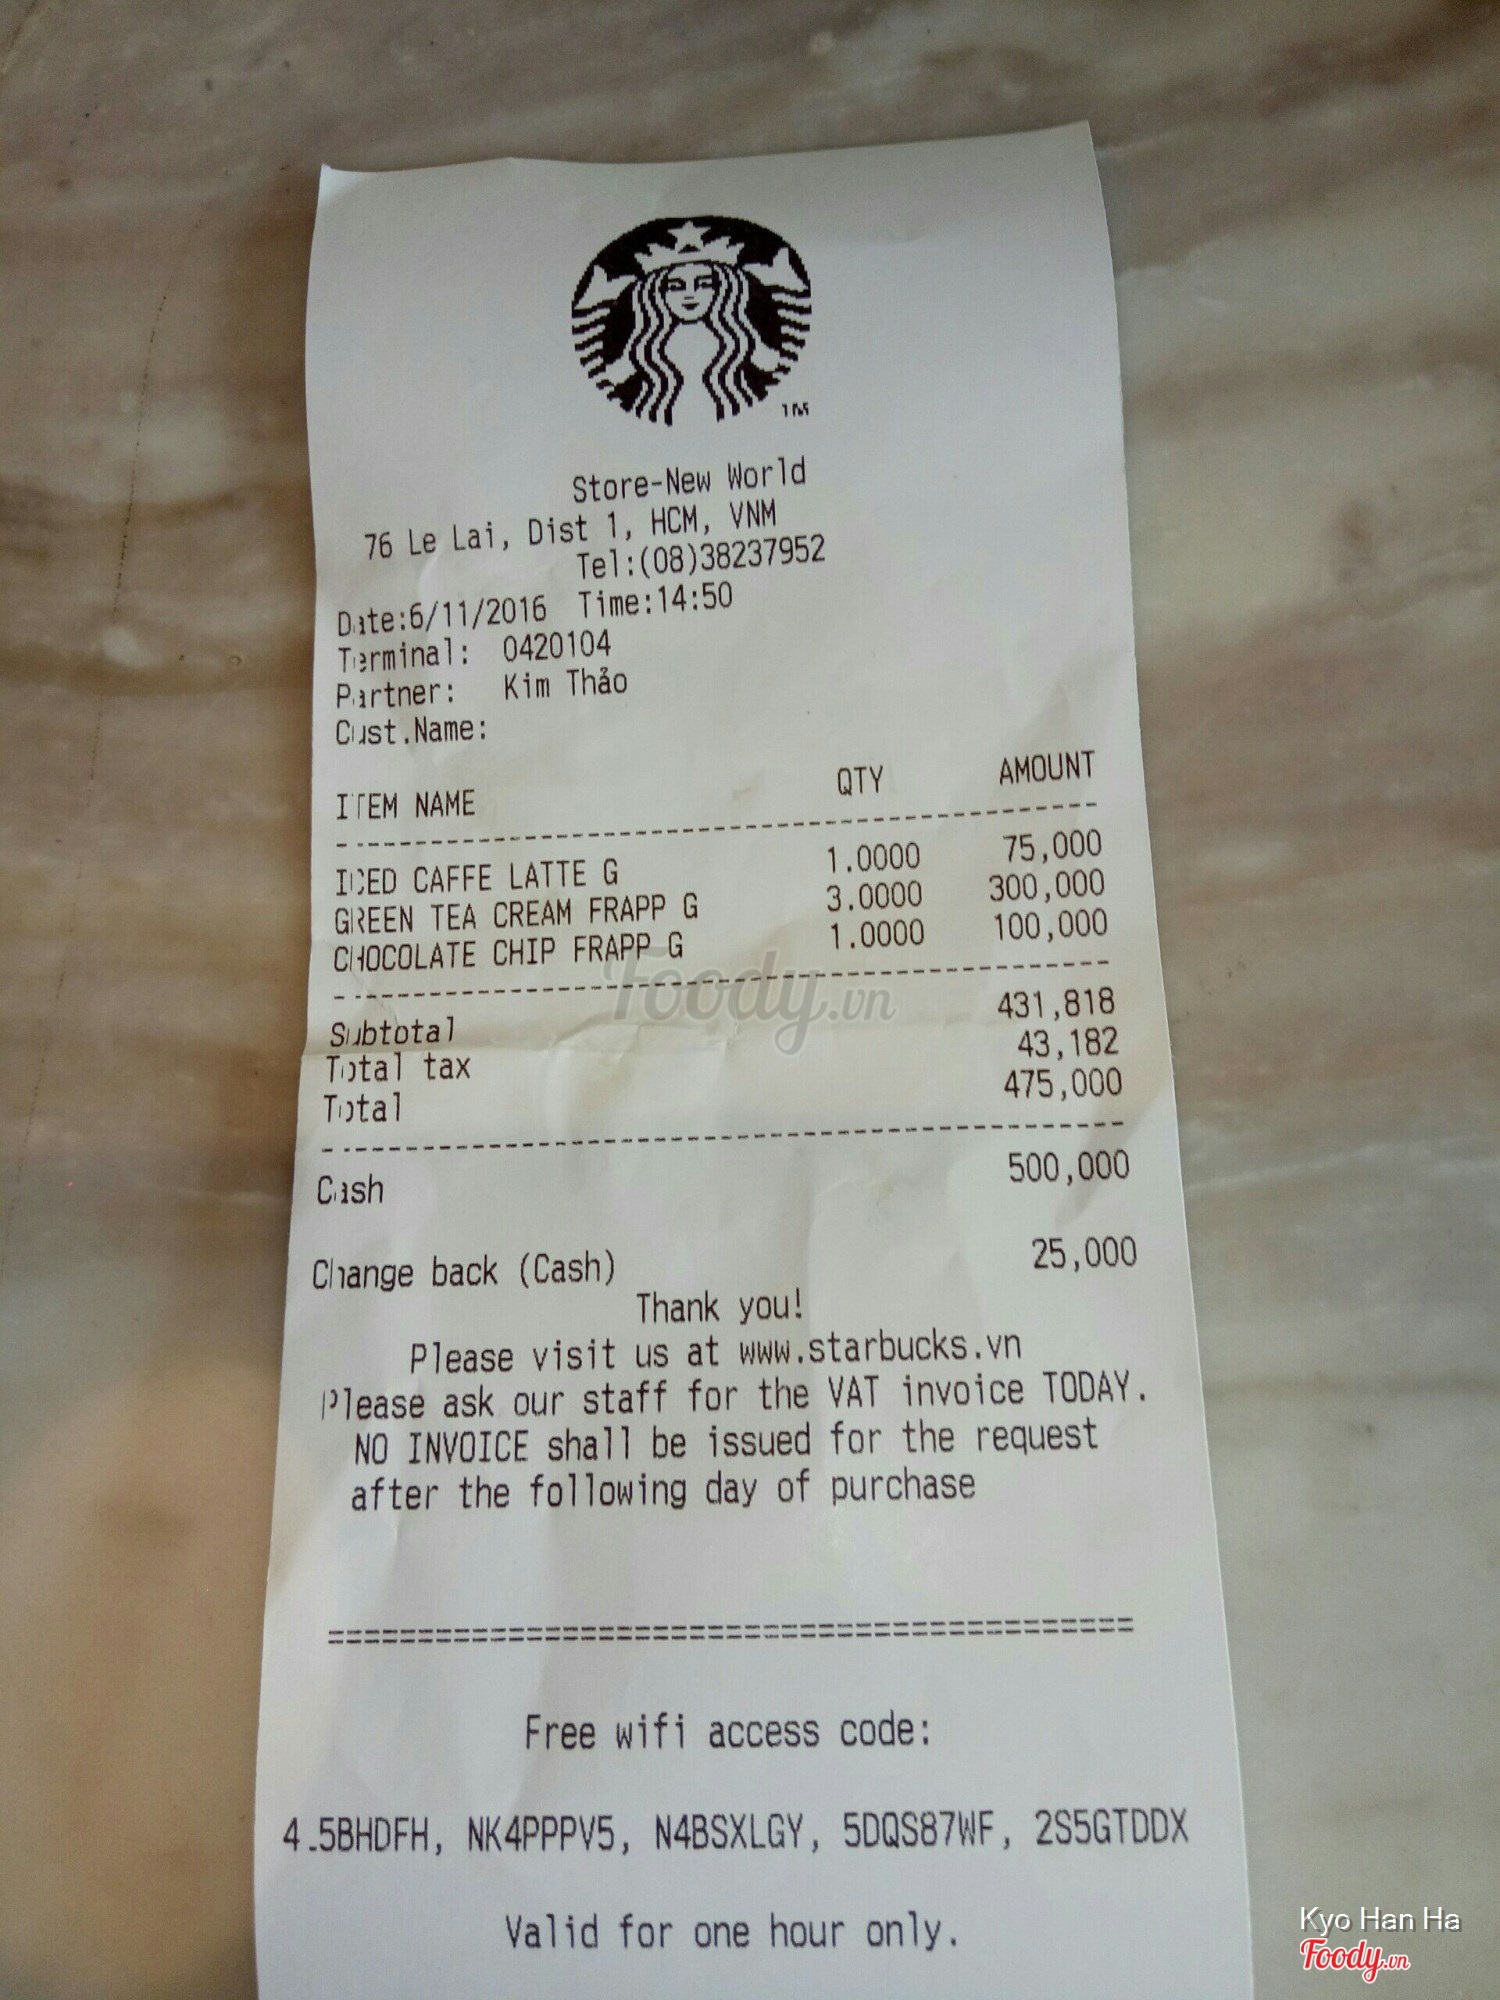 TM
Store-New World
76 Le Lai, Dist 1, HCM, VNM
Tel:(08)38237952
Date:6/11/2016 Time:14:50
Terminal: 0420104
Partner: Kim Thảo
Cust.Name:
ITEM NAME QTY AMOUNT
ICED CAFFE LATTE G 1.0000 75,000
GREEN TEA CREAM FRAPP G 3.0000 300,000
CHOCOLATE CHIP FRAPP G 1.0000 100,000
Foody.vn
Subtotal 431,818
Total tax 43,182
Total 475,000
Cash 500,000
Change back (Cash) 25,000
Thank you!
Please visit us at www.starbucks.vn
Please ask our staff for the VAT invoice TODAY.
NO INVOICE shall be issued for the request
after the following day of purchase
Free wifi access code:
NK4PPPV5, N4BSXLGY, 5DQS87WF, 2S5GTDDX
Valid for one hour only.
Kyo Han Ha
Foody.vn